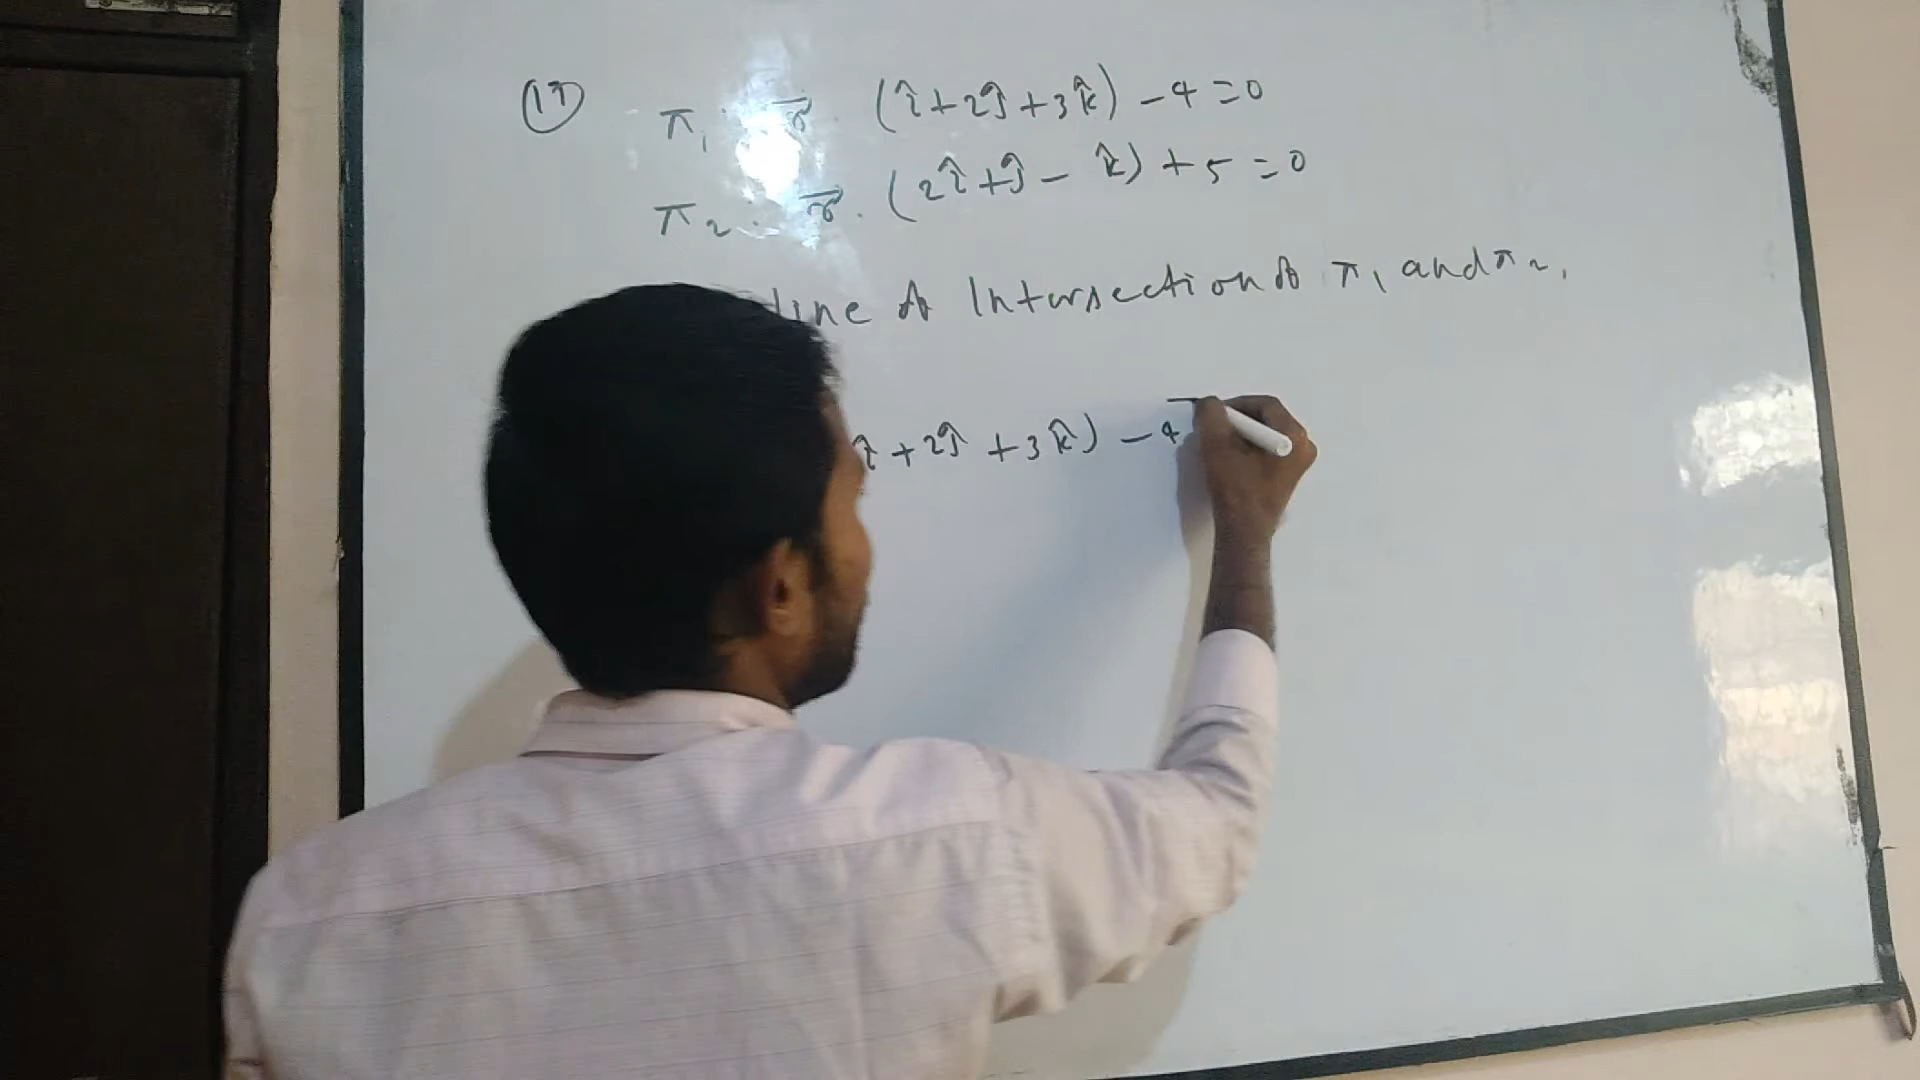 (17) π₁ : r⃗ . (î + 2ĵ + 3k̂) - 4 = 0
π₂ : r⃗ . (2î + ĵ - k̂) + 5 = 0
line of Intersection of π₁ and π₂,
î + 2ĵ + 3k̂) - 4